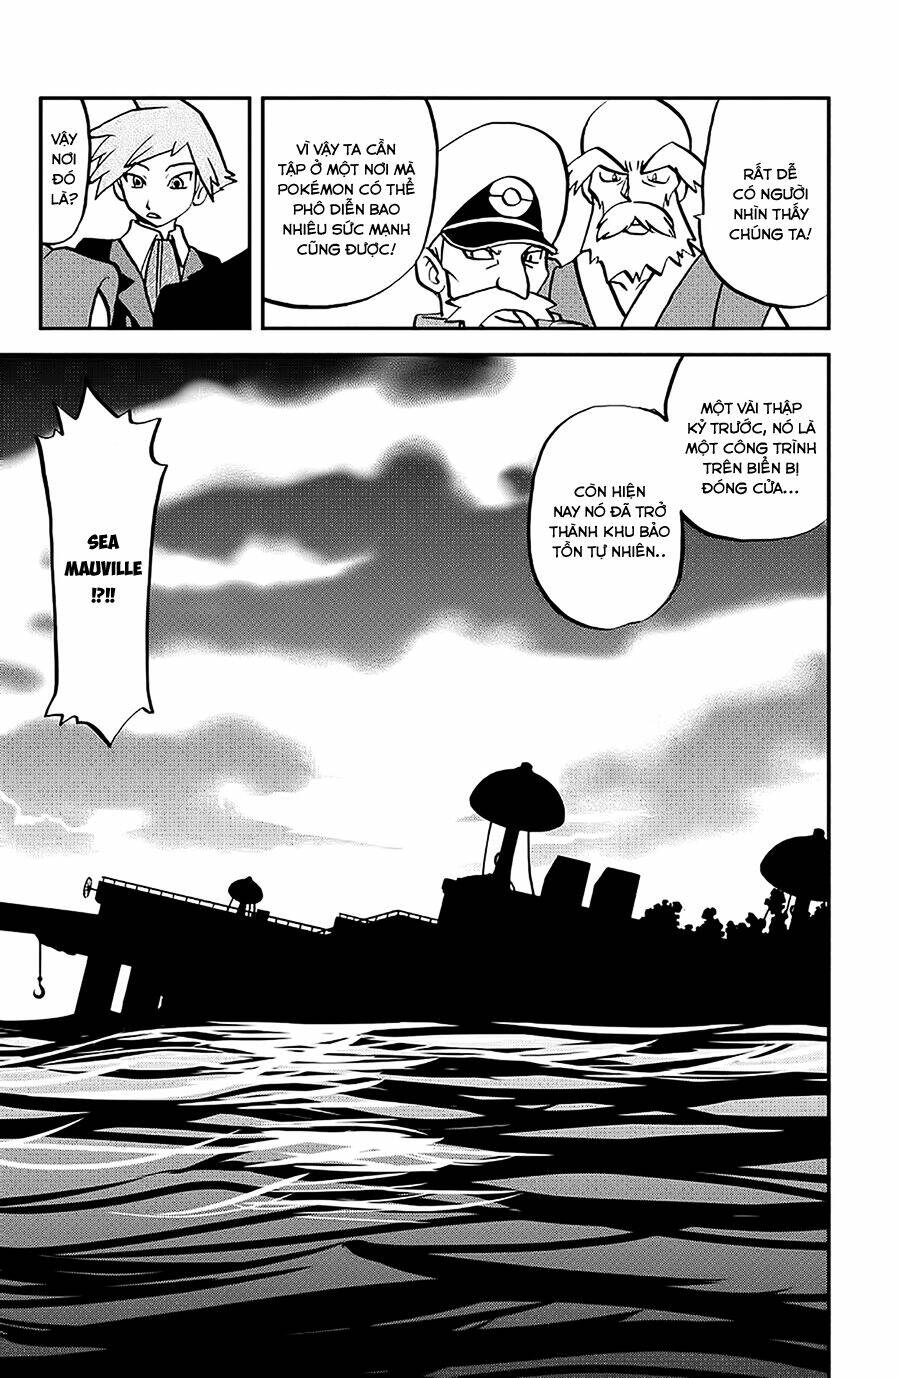 RẤT DỄ
CÓ NGƯỜI
NHÌN THẤY
CHÚNG TA!
VÌ VẬY TA CẦN
TẬP Ở MỘT NƠI MÀ
POKÉMON CÓ THỂ
PHÔ DIỄN BAO
NHIÊU SỨC MẠNH
CŨNG ĐƯỢC!
VẬY
NƠI
ĐÓ
LÀ?
MỘT VÀI THẬP
KỶ TRƯỚC, NÓ LÀ
MỘT CÔNG TRÌNH
TRÊN BIỂN BỊ
ĐÓNG CỬA...
CÒN HIỆN
NAY NÓ ĐÃ TRỞ
THÀNH KHU BẢO
TỒN TỰ NHIÊN..
SEA
MAUVILLE
!?!!